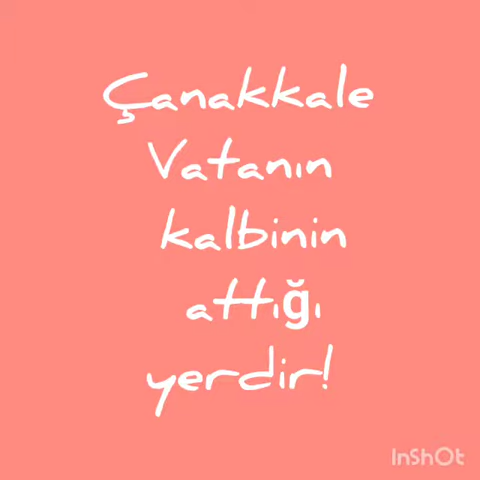 Çanakkale
Vatanın
kalbinin
attığı
yerdir!
InShOt